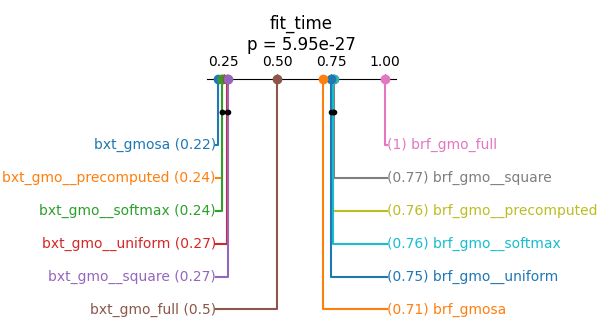 fit_time
p = 5.95e-27
0.25 0.50 0.75 1.00
bxt_gmosa (0.22) (1) brf_gmo_full
bxt_gmo__precomputed (0.24) (0.77) brf_gmo__square
bxt_gmo__softmax (0.24) (0.76) brf_gmo__precomputed
bxt_gmo__uniform (0.27) (0.76) brf_gmo__softmax
bxt_gmo__square (0.27) (0.75) brf_gmo__uniform
bxt_gmo_full (0.5) (0.71) brf_gmosa